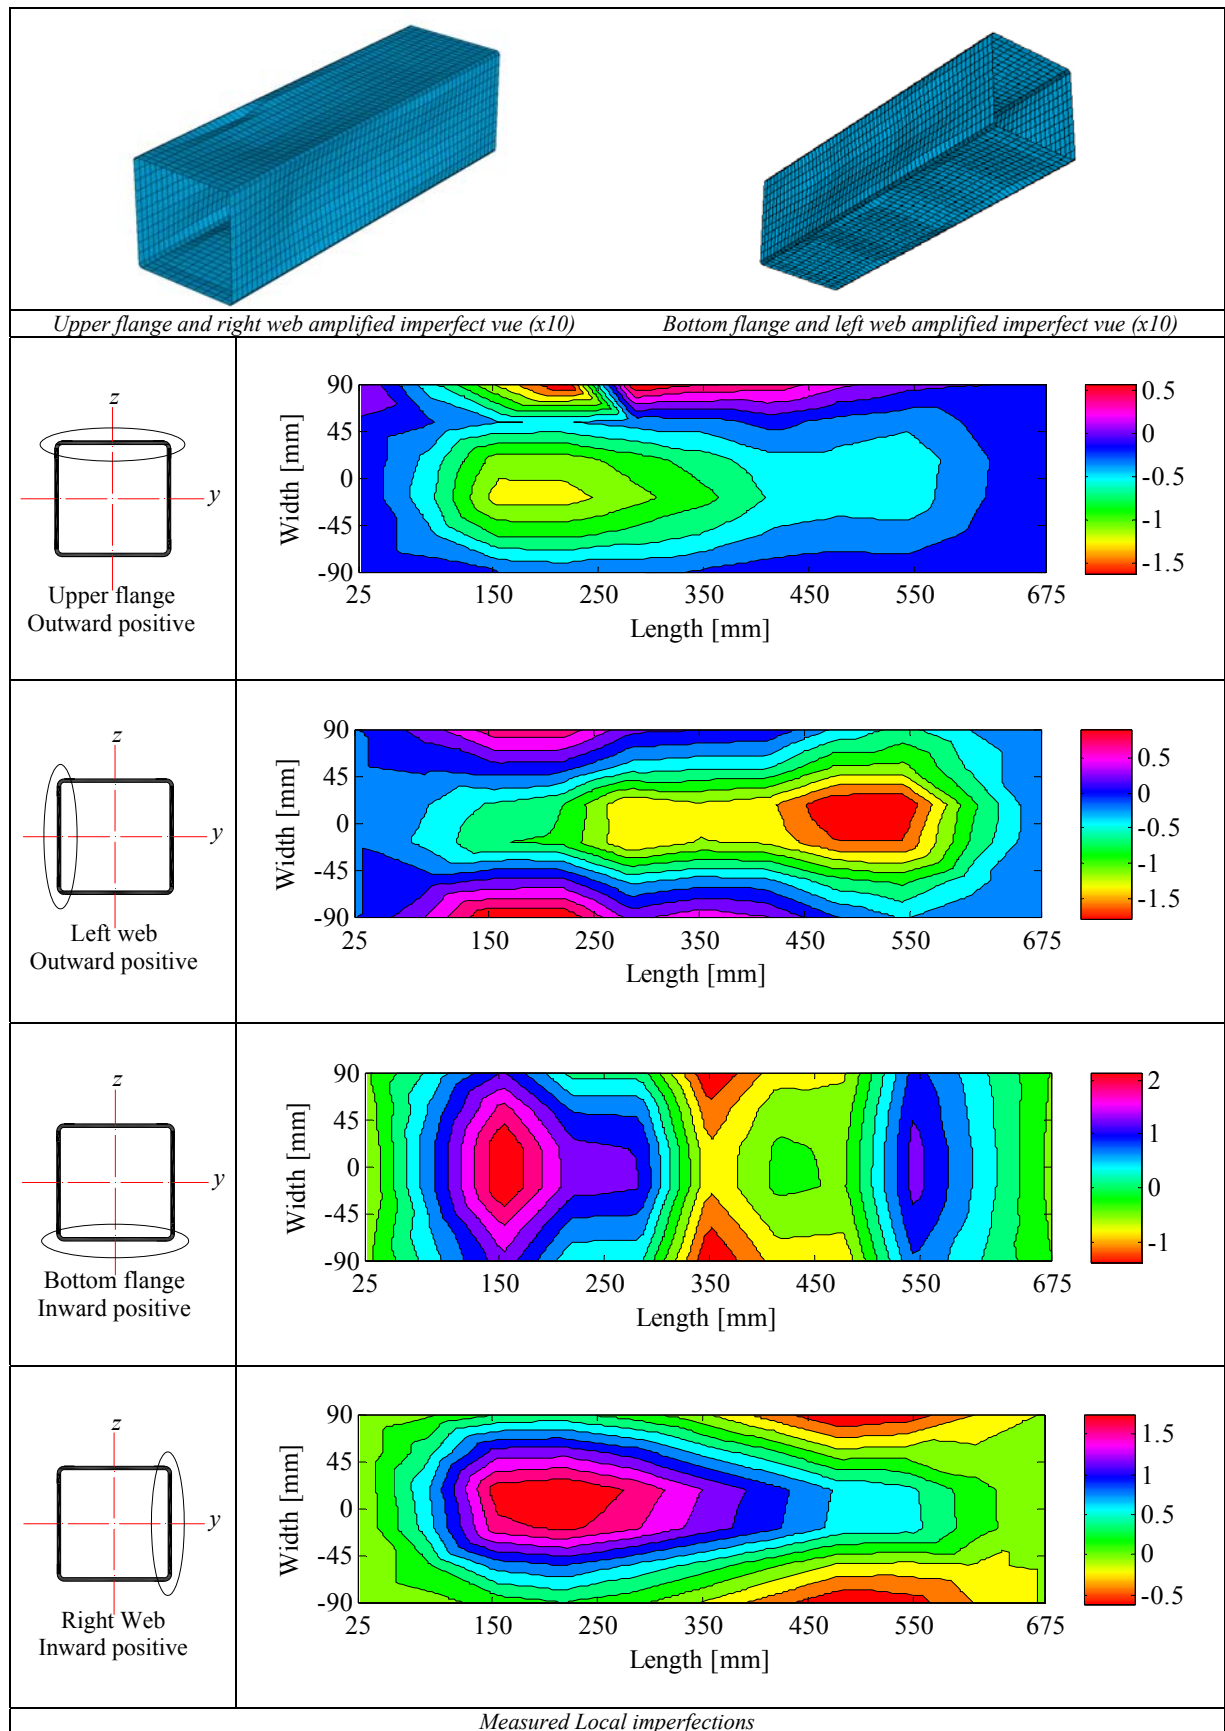 Upper flange and right web amplified imperfect vue (x10)
Bottom flange and left web amplified imperfect vue (x10)
z
y
Upper flange
Outward positive
Width [mm]
90
45
0
-45
-90
25 150 250 350 450 550 675
Length [mm]
0.5
0
-0.5
-1
-1.5
z
y
Left web
Outward positive
Width [mm]
90
45
0
-45
-90
25 150 250 350 450 550 675
Length [mm]
0.5
0
-0.5
-1
-1.5
z
y
Bottom flange
Inward positive
Width [mm]
90
45
0
-45
-90
25 150 250 350 450 550 675
Length [mm]
2
1
0
-1
z
y
Right Web
Inward positive
Width [mm]
90
45
0
-45
-90
25 150 250 350 450 550 675
Length [mm]
1.5
1
0.5
0
-0.5
Measured Local imperfections